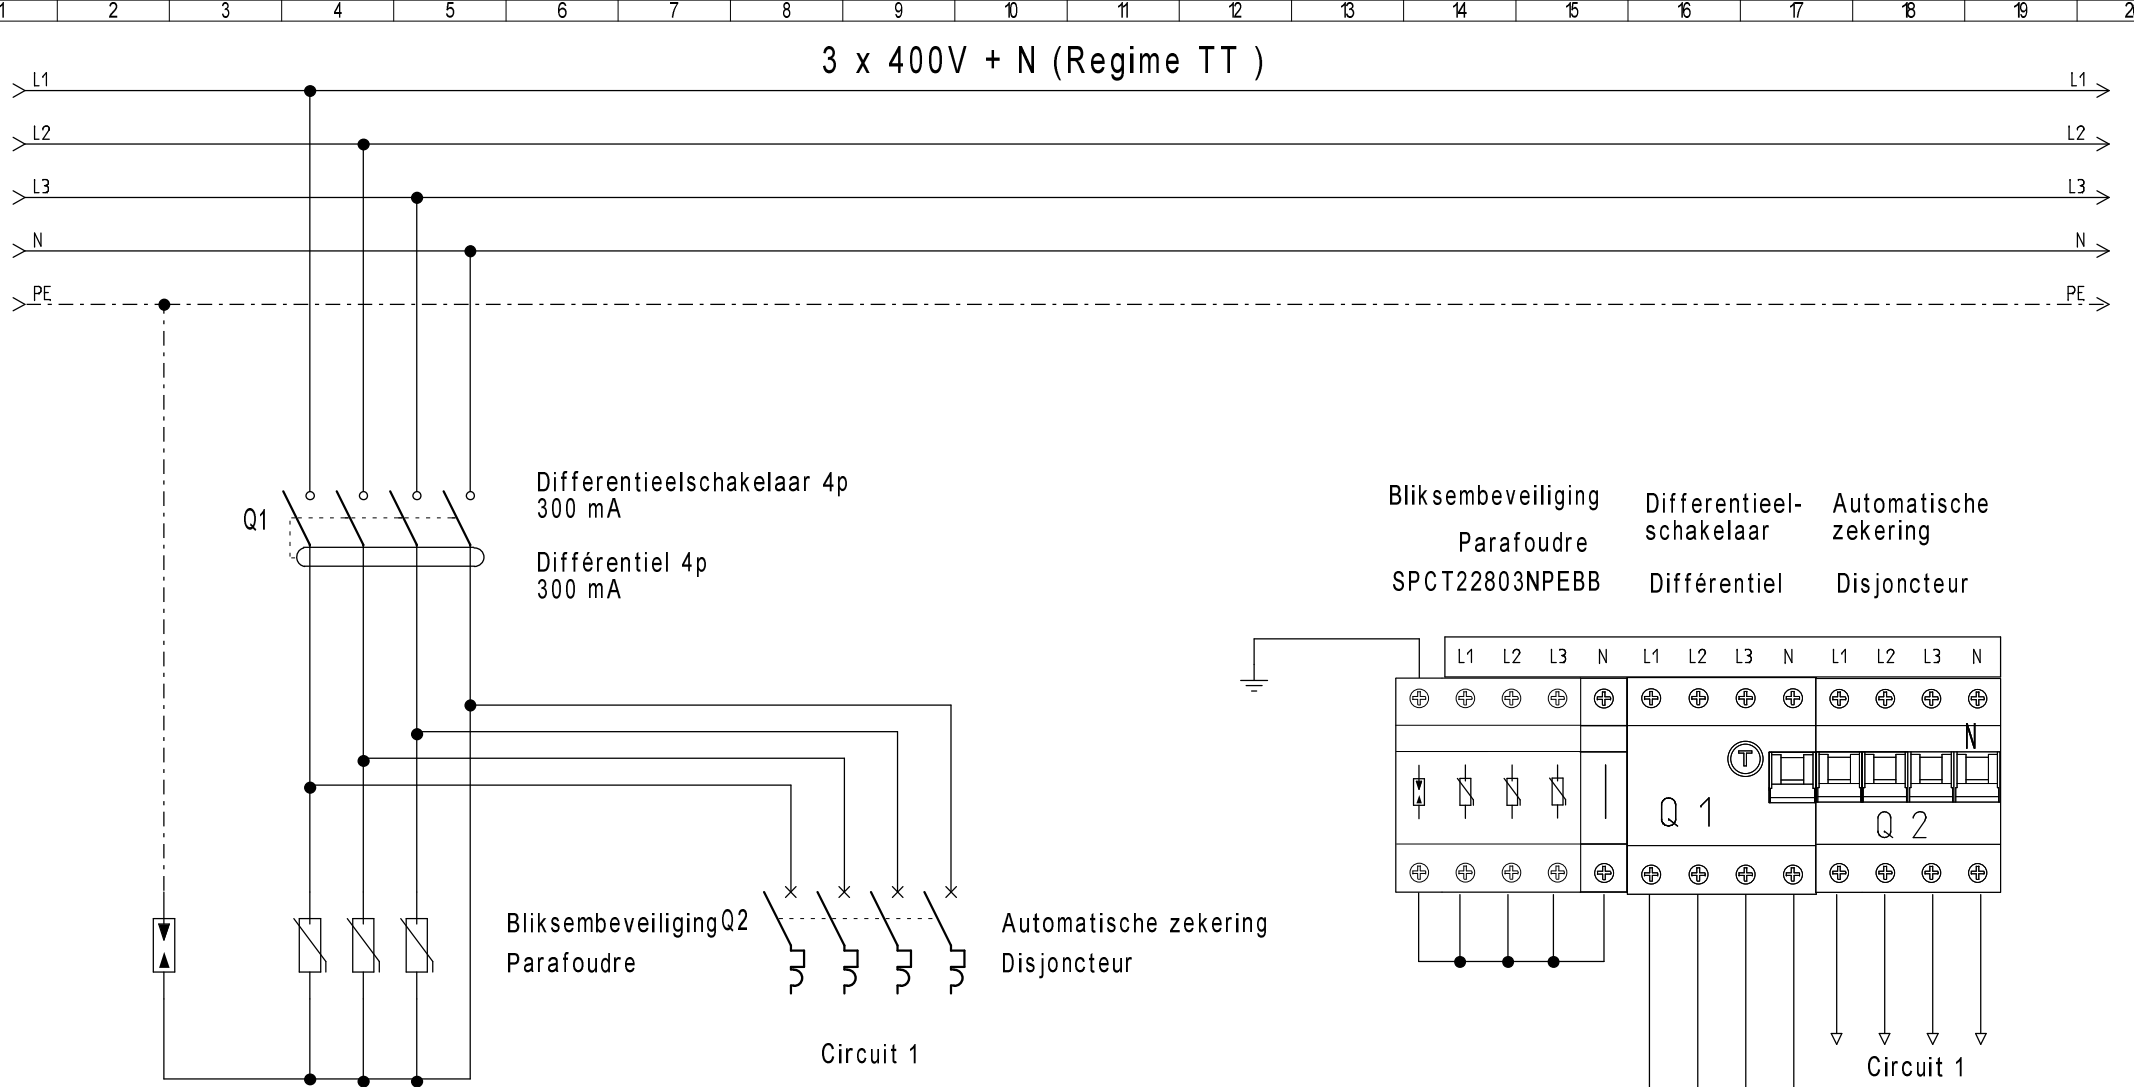 1 2 3 4 5 6 7 8 9 10 11 12 13 14 15 16 17 18 19
3 x 400V + N (Regime TT )
L1 L1
L2 L2
L3 L3
N N
PE PE
Q1
Differentieelschakelaar 4p
300 mA
Différentiel 4p
300 mA
Bliksembeveiliging
Parafoudre
SPCT22803NPEBB
Differentieel-
schakelaar
Différentiel
Automatische
zekering
Disjoncteur
L1 L2 L3 N L1 L2 L3 N L1 L2 L3 N
N
T
Q 1
Q 2
Bliksembeveiliging
Parafoudre
Q2
Automatische zekering
Disjoncteur
Circuit 1
Circuit 1